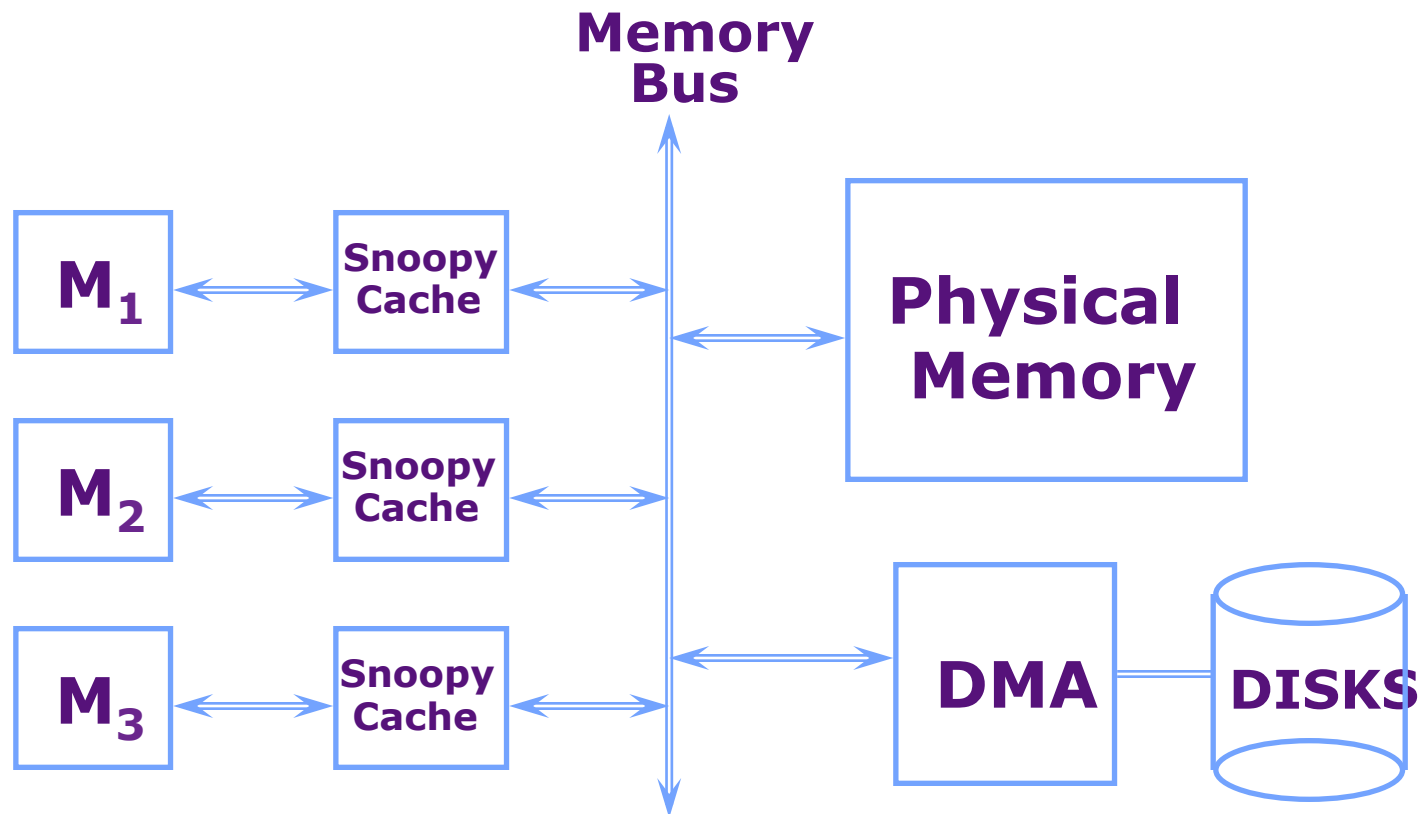 Memory
Bus
M1
Snoopy
Cache
Physical
Memory
M2
Snoopy
Cache
M3
Snoopy
Cache
DMA
DISKS